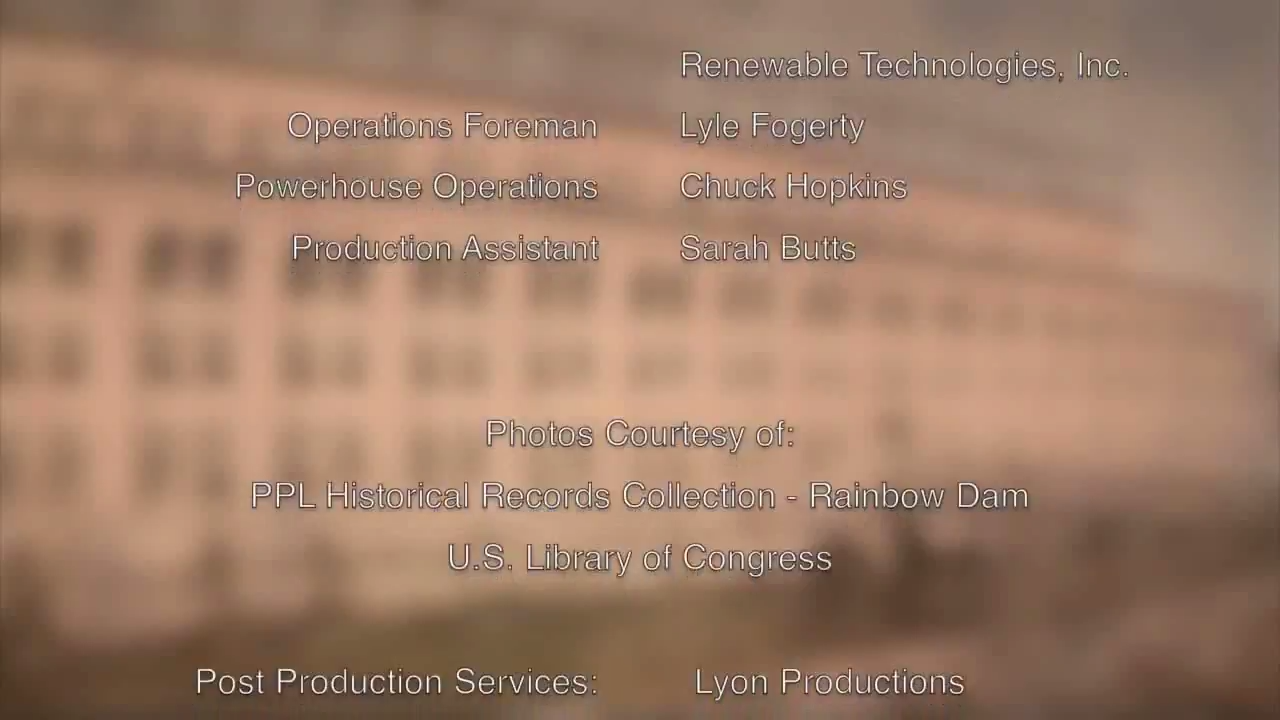 Renewable Technologies, Inc.
Operations Foreman Lyle Fogerty
Powerhouse Operations Chuck Hopkins
Production Assistant Sarah Butts
Photos Courtesy of:
PPL Historical Records Collection - Rainbow Dam
U.S. Library of Congress
Post Production Services: Lyon Productions